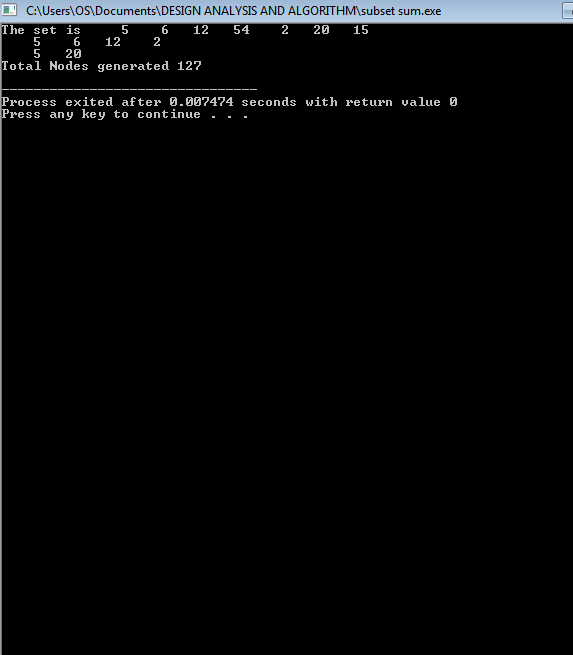 C:\Users\OS\Documents\DESIGN ANALYSIS AND ALGORITHM\subset sum.exe
The set is     5    6   12   54    2   20   15
    5    6   12    2
    5   20
Total Nodes generated 127
--------------------------------
Process exited after 0.007474 seconds with return value 0
Press any key to continue . . .